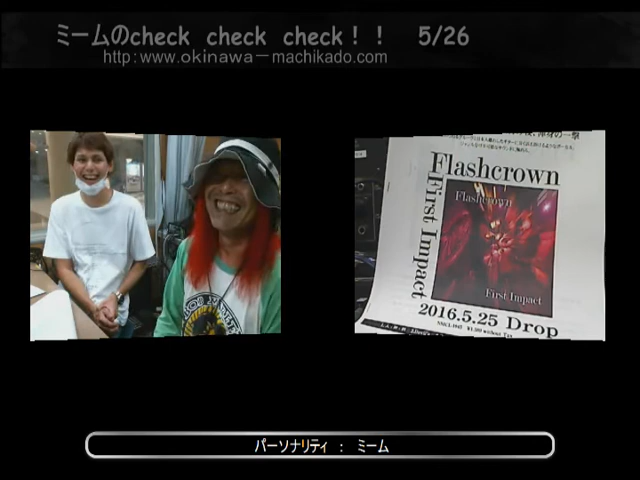 ミームのcheck check check！！ 5/26
http:www.okinawa－machikado.com
Flashcrown
First Impact
Flashcrown
First Impact
2016.5.25 Drop
パーソナリティ ： ミーム